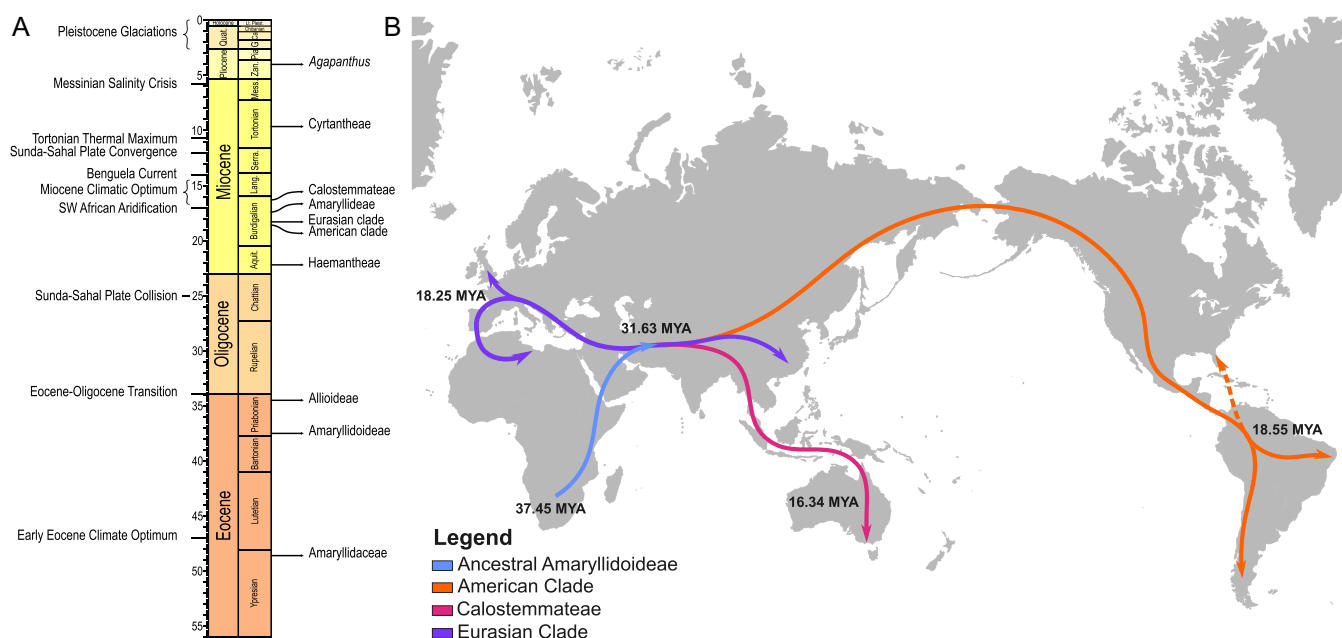 A
B
Pleistocene Glaciations
Messinian Salinity Crisis
Tortonian Thermal Maximum
Sunda-Sahal Plate Convergence
Benguela Current
Miocene Climatic Optimum
SW African Aridification
Sunda-Sahal Plate Collision
Eocene-Oligocene Transition
Early Eocene Climate Optimum
0
5
10
15
20
25
30
35
40
45
50
55
Holocene
Pliocene
Quat.
Miocene
Oligocene
Eocene
Chibanian
Zan.
Mess.
Tortonian
Serra.
Lang.
Burdigalian
Aquit.
Chattian
Rupelian
Priabonian
Bartonian
Lutetian
Ypresian
Agapanthus
Cyrtantheae
Calostemmateae
Amaryllideae
Eurasian clade
American clade
Haemantheae
Allioideae
Amaryllidoideae
Amaryllidaceae
18.25 MYA
31.63 MYA
37.45 MYA
16.34 MYA
18.55 MYA
Legend
Ancestral Amaryllidoideae
American Clade
Calostemmateae
Eurasian Clade